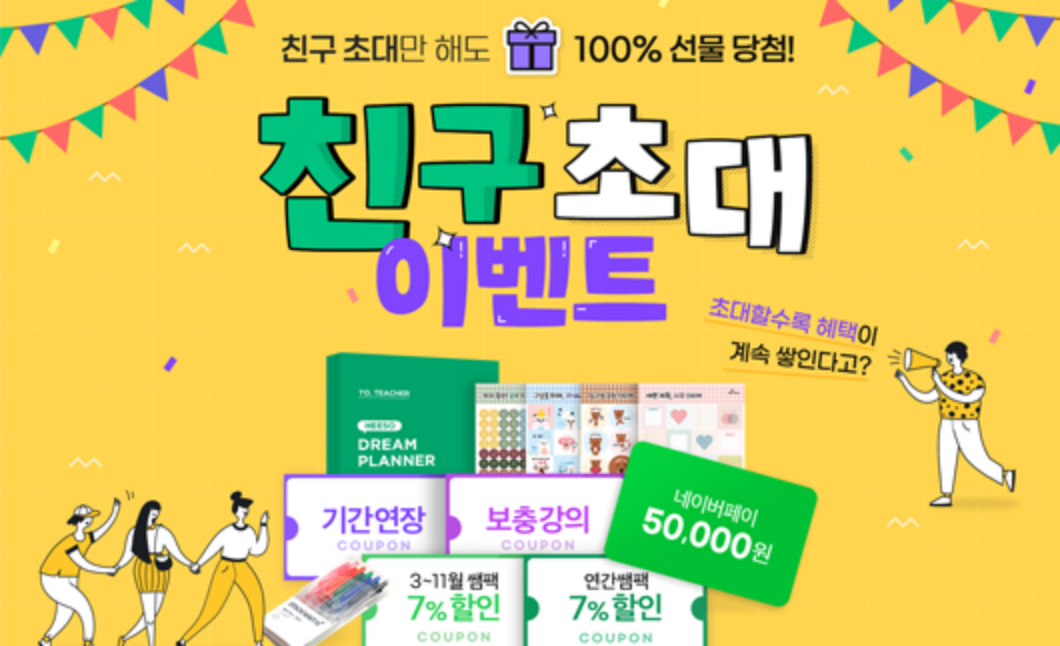 친구 초대만 해도 100% 선물 당첨!
친구초대
이벤트
초대할수록 혜택이
계속 쌓인다고?
TO. TEACHER
DREAM
PLANNER
네이버페이
50,000원
기간연장
COUPON
보충강의
COUPON
3~11월 쌤팩
7% 할인
COUPON
연간쌤팩
7% 할인
COUPON